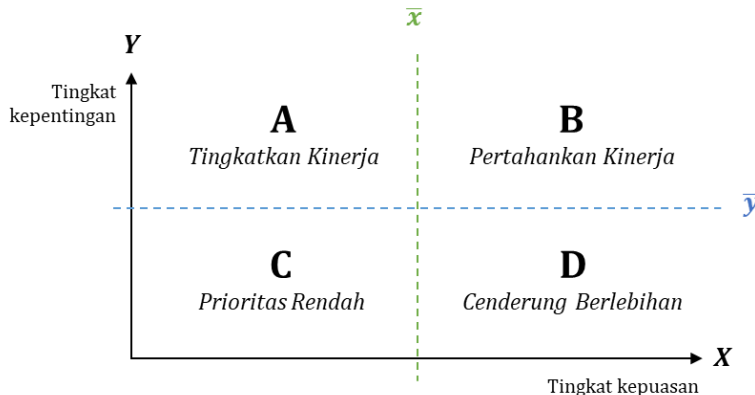 x̅
Y
Tingkat
kepentingan
A
Tingkatkan Kinerja
B
Pertahankan Kinerja
y̅
C
Prioritas Rendah
D
Cenderung Berlebihan
X
Tingkat kepuasan